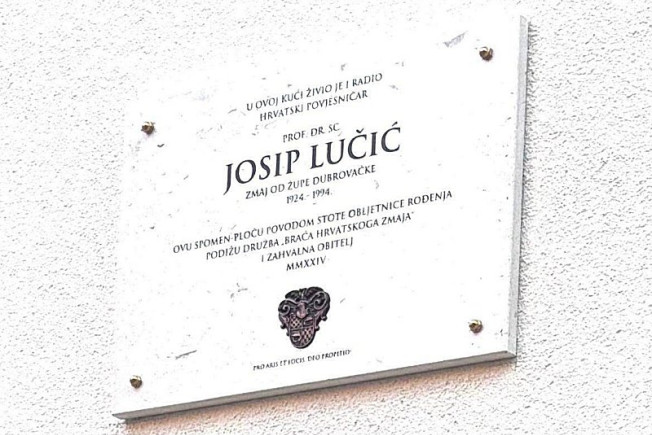 U OVOJ KUĆI ŽIVIO JE I RADIO
HRVATSKI POVJESNIČAR
PROF. DR. SC.
JOSIP LUČIĆ
ZMAJ OD ŽUPE DUBROVAČKE
1924.- 1994.
OVU SPOMEN-PLOČU POVODOM STOTE OBLJETNICE ROĐENJA
PODIŽU DRUŽBA „BRAĆA HRVATSKOGA ZMAJA"
I ZAHVALNA OBITELJ
MMXXIV
PRO ARIS ET FOCIS DEO PROPITIO